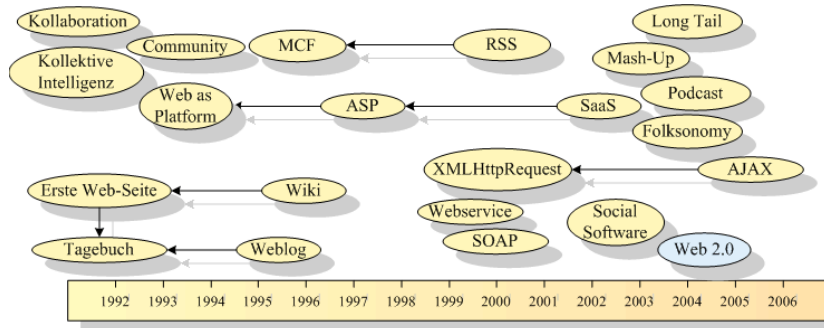 Kollaboration
Long Tail
Community
MCF
RSS
Kollektive
Intelligenz
Mash-Up
Web as
Platform
ASP
SaaS
Podcast
Folksonomy
XMLHttpRequest
AJAX
Erste Web-Seite
Wiki
Webservice
Social
Software
SOAP
Tagebuch
Weblog
Web 2.0
1992 1993 1994 1995 1996 1997 1998 1999 2000 2001 2002 2003 2004 2005 2006